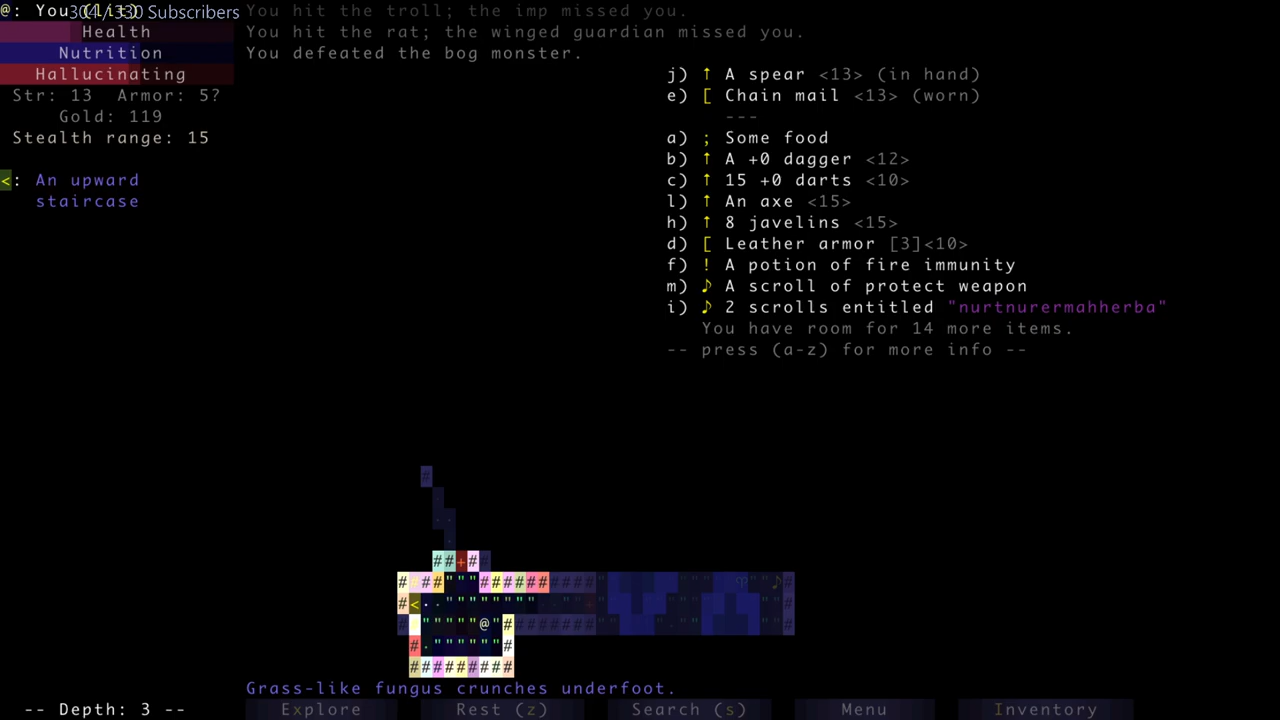 @: You (lit)
304 / 330 Subscribers
Health
Nutrition
Hallucinating
Str: 13 Armor: 5?
Gold: 119
Stealth range: 15
<: An upward
staircase
You hit the troll; the imp missed you.
You hit the rat; the winged guardian missed you.
You defeated the bog monster.
j) ↑ A spear <13> (in hand)
e) [ Chain mail <13> (worn)
---
a) ; Some food
b) ↑ A +0 dagger <12>
c) ↑ 15 +0 darts <10>
l) ↑ An axe <15>
h) ↑ 8 javelins <15>
d) [ Leather armor [3]<10>
f) ! A potion of fire immunity
m) ♪ A scroll of protect weapon
i) ♪ 2 scrolls entitled "nurtnurermahherba"
You have room for 14 more items.
-- press (a-z) for more info --
Grass-like fungus crunches underfoot.
-- Depth: 3 --
Explore
Rest (z)
Search (s)
Menu
Inventory